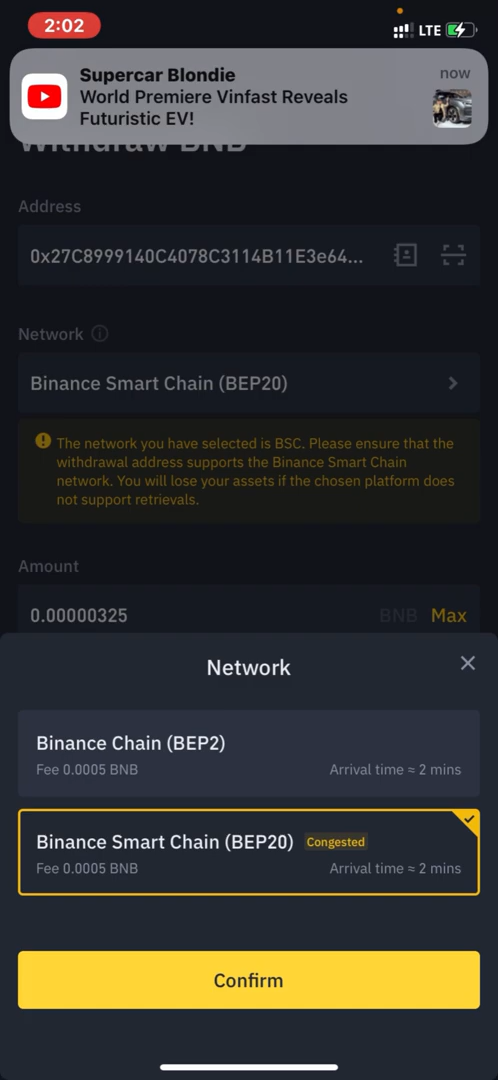 2:02
LTE
Supercar Blondie
now
World Premiere Vinfast Reveals
Futuristic EV!
Withdraw BNB
Address
0x27C8999140C4078C3114B11E3e64...
Network
Binance Smart Chain (BEP20)
The network you have selected is BSC. Please ensure that the
withdrawal address supports the Binance Smart Chain
network. You will lose your assets if the chosen platform does
not support retrievals.
Amount
0.00000325
BNB Max
Network
Binance Chain (BEP2)
Fee 0.0005 BNB
Arrival time ≈ 2 mins
Binance Smart Chain (BEP20) Congested
Fee 0.0005 BNB
Arrival time ≈ 2 mins
Confirm